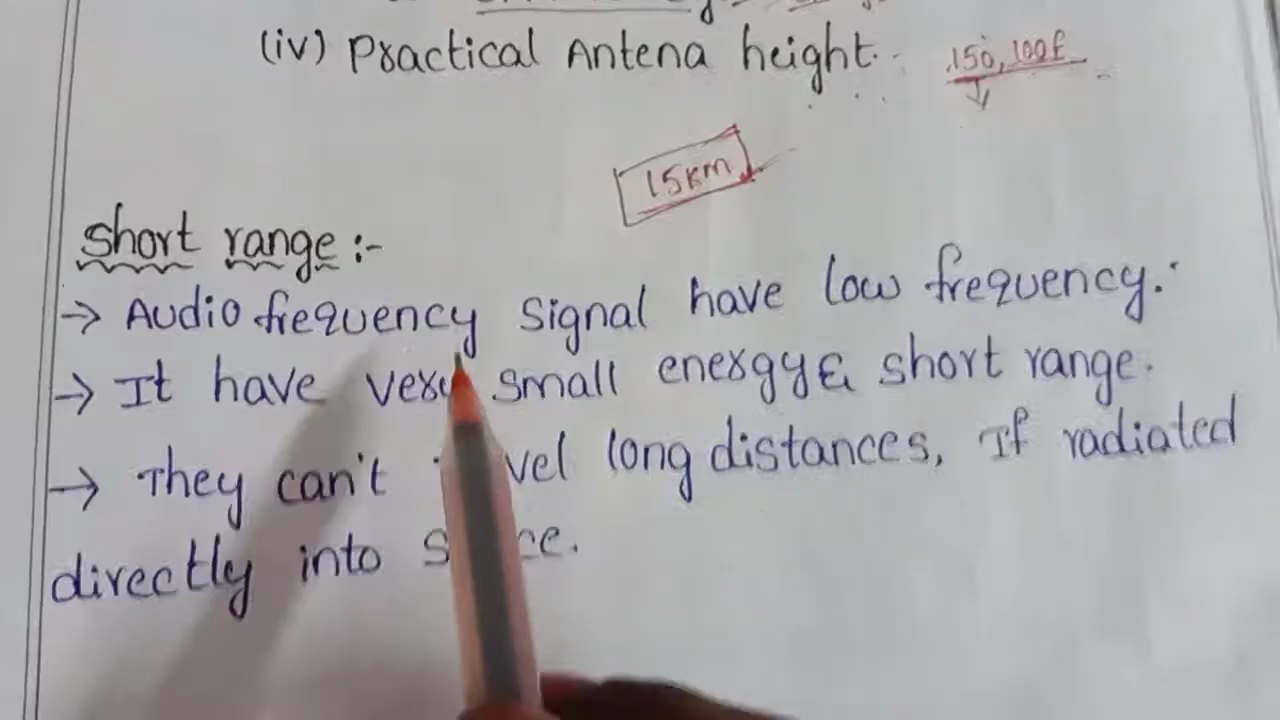 (iv) Practical Antena height.
150, 100f
15km
Short range :-
→ Audio frequency signal have low frequency.
→ It have very small energy & short range.
→ They can't vel long distances, If radiated
directly into